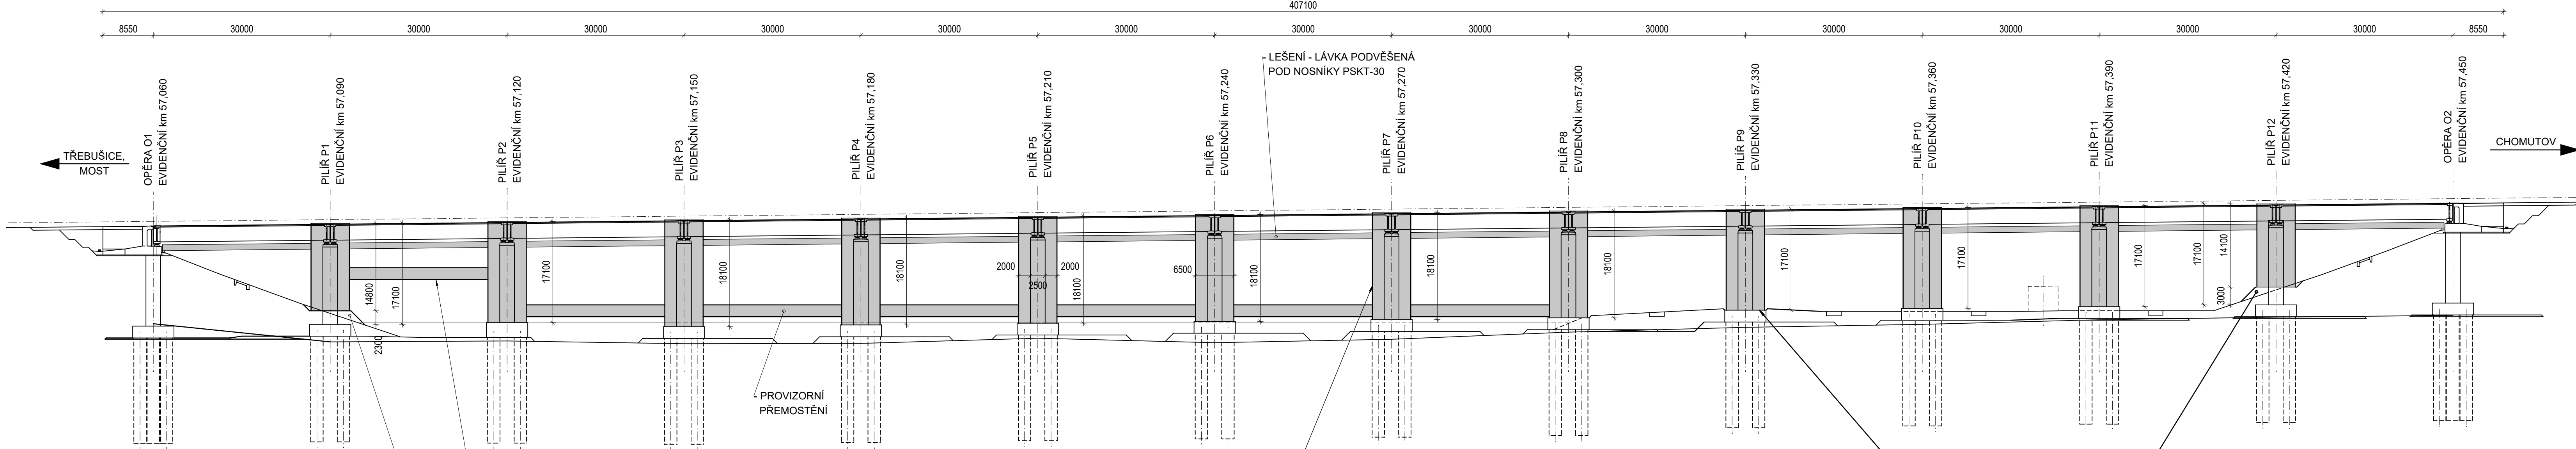 407100
8550
30000
30000
30000
30000
30000
30000
30000
30000
30000
30000
30000
30000
30000
8550
LEŠENÍ - LÁVKA PODVĚŠENÁ
POD NOSNÍKY PSKT-30
OPĚRA O1
EVIDENČNÍ km 57,060
PILÍŘ P1
EVIDENČNÍ km 57,090
PILÍŘ P2
EVIDENČNÍ km 57,120
PILÍŘ P3
EVIDENČNÍ km 57,150
PILÍŘ P4
EVIDENČNÍ km 57,180
PILÍŘ P5
EVIDENČNÍ km 57,210
PILÍŘ P6
EVIDENČNÍ km 57,240
PILÍŘ P7
EVIDENČNÍ km 57,270
PILÍŘ P8
EVIDENČNÍ km 57,300
PILÍŘ P9
EVIDENČNÍ km 57,330
PILÍŘ P10
EVIDENČNÍ km 57,360
PILÍŘ P11
EVIDENČNÍ km 57,390
PILÍŘ P12
EVIDENČNÍ km 57,420
OPĚRA O2
EVIDENČNÍ km 57,450
TŘEBUŠICE,
MOST
CHOMUTOV
14800
17100
2300
17100
18100
18100
2000
2500
2000
18100
6500
18100
18100
18100
17100
17100
17100
17100
14100
3000
PROVIZORNÍ
PŘEMOSTĚNÍ